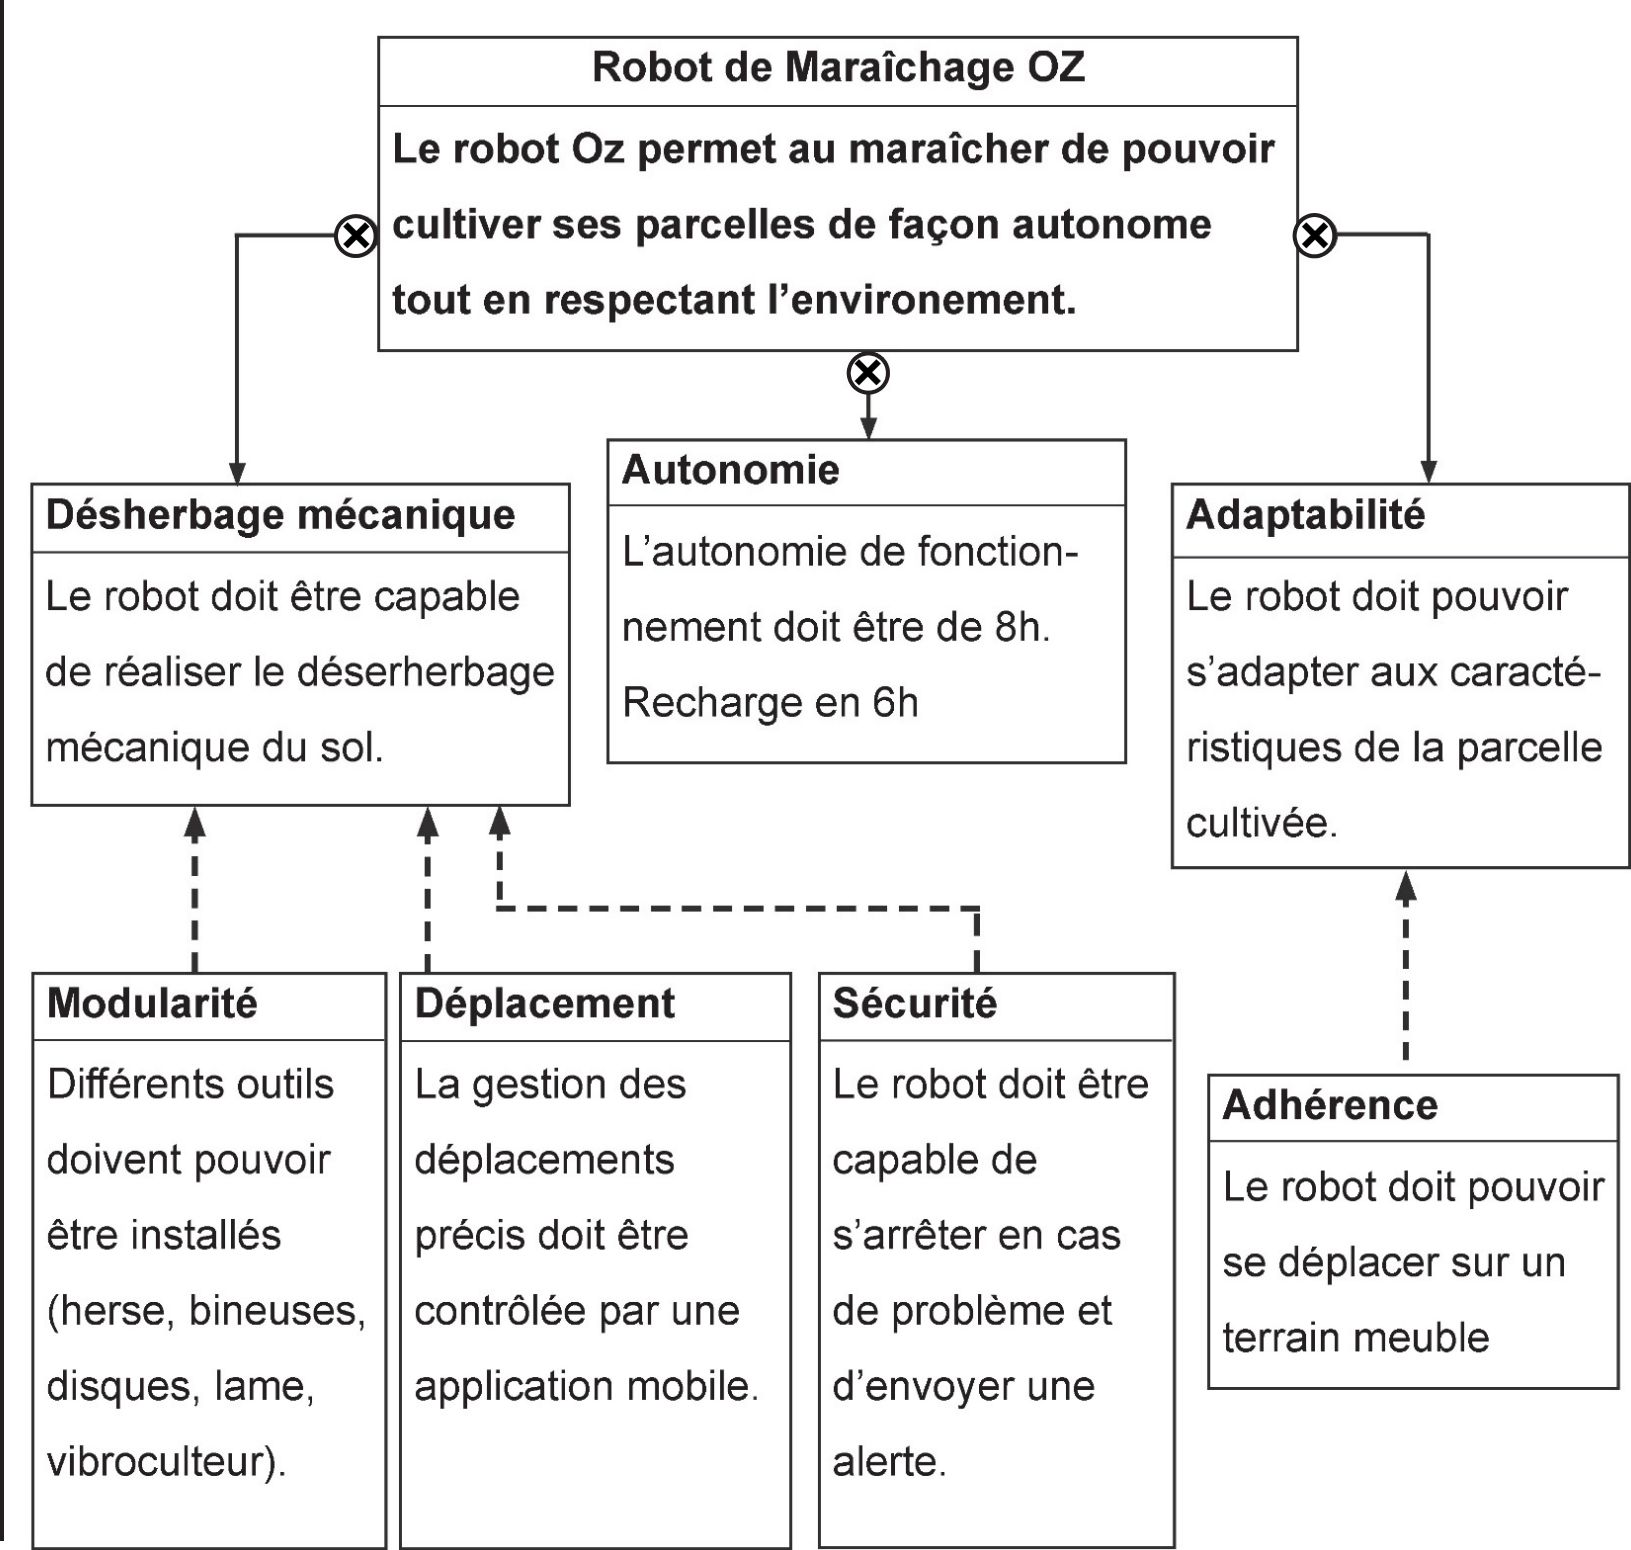 Robot de Maraîchage OZ
Le robot Oz permet au maraîcher de pouvoir
cultiver ses parcelles de façon autonome
tout en respectant l’environement.
Désherbage mécanique
Le robot doit être capable
de réaliser le déserherbage
mécanique du sol.
Autonomie
L’autonomie de fonction-
nement doit être de 8h.
Recharge en 6h
Adaptabilité
Le robot doit pouvoir
s’adapter aux caracté-
ristiques de la parcelle
cultivée.
Modularité
Différents outils
doivent pouvoir
être installés
(herse, bineuses,
disques, lame,
vibroculteur).
Déplacement
La gestion des
déplacements
précis doit être
contrôlée par une
application mobile.
Sécurité
Le robot doit être
capable de
s’arrêter en cas
de problème et
d’envoyer une
alerte.
Adhérence
Le robot doit pouvoir
se déplacer sur un
terrain meuble